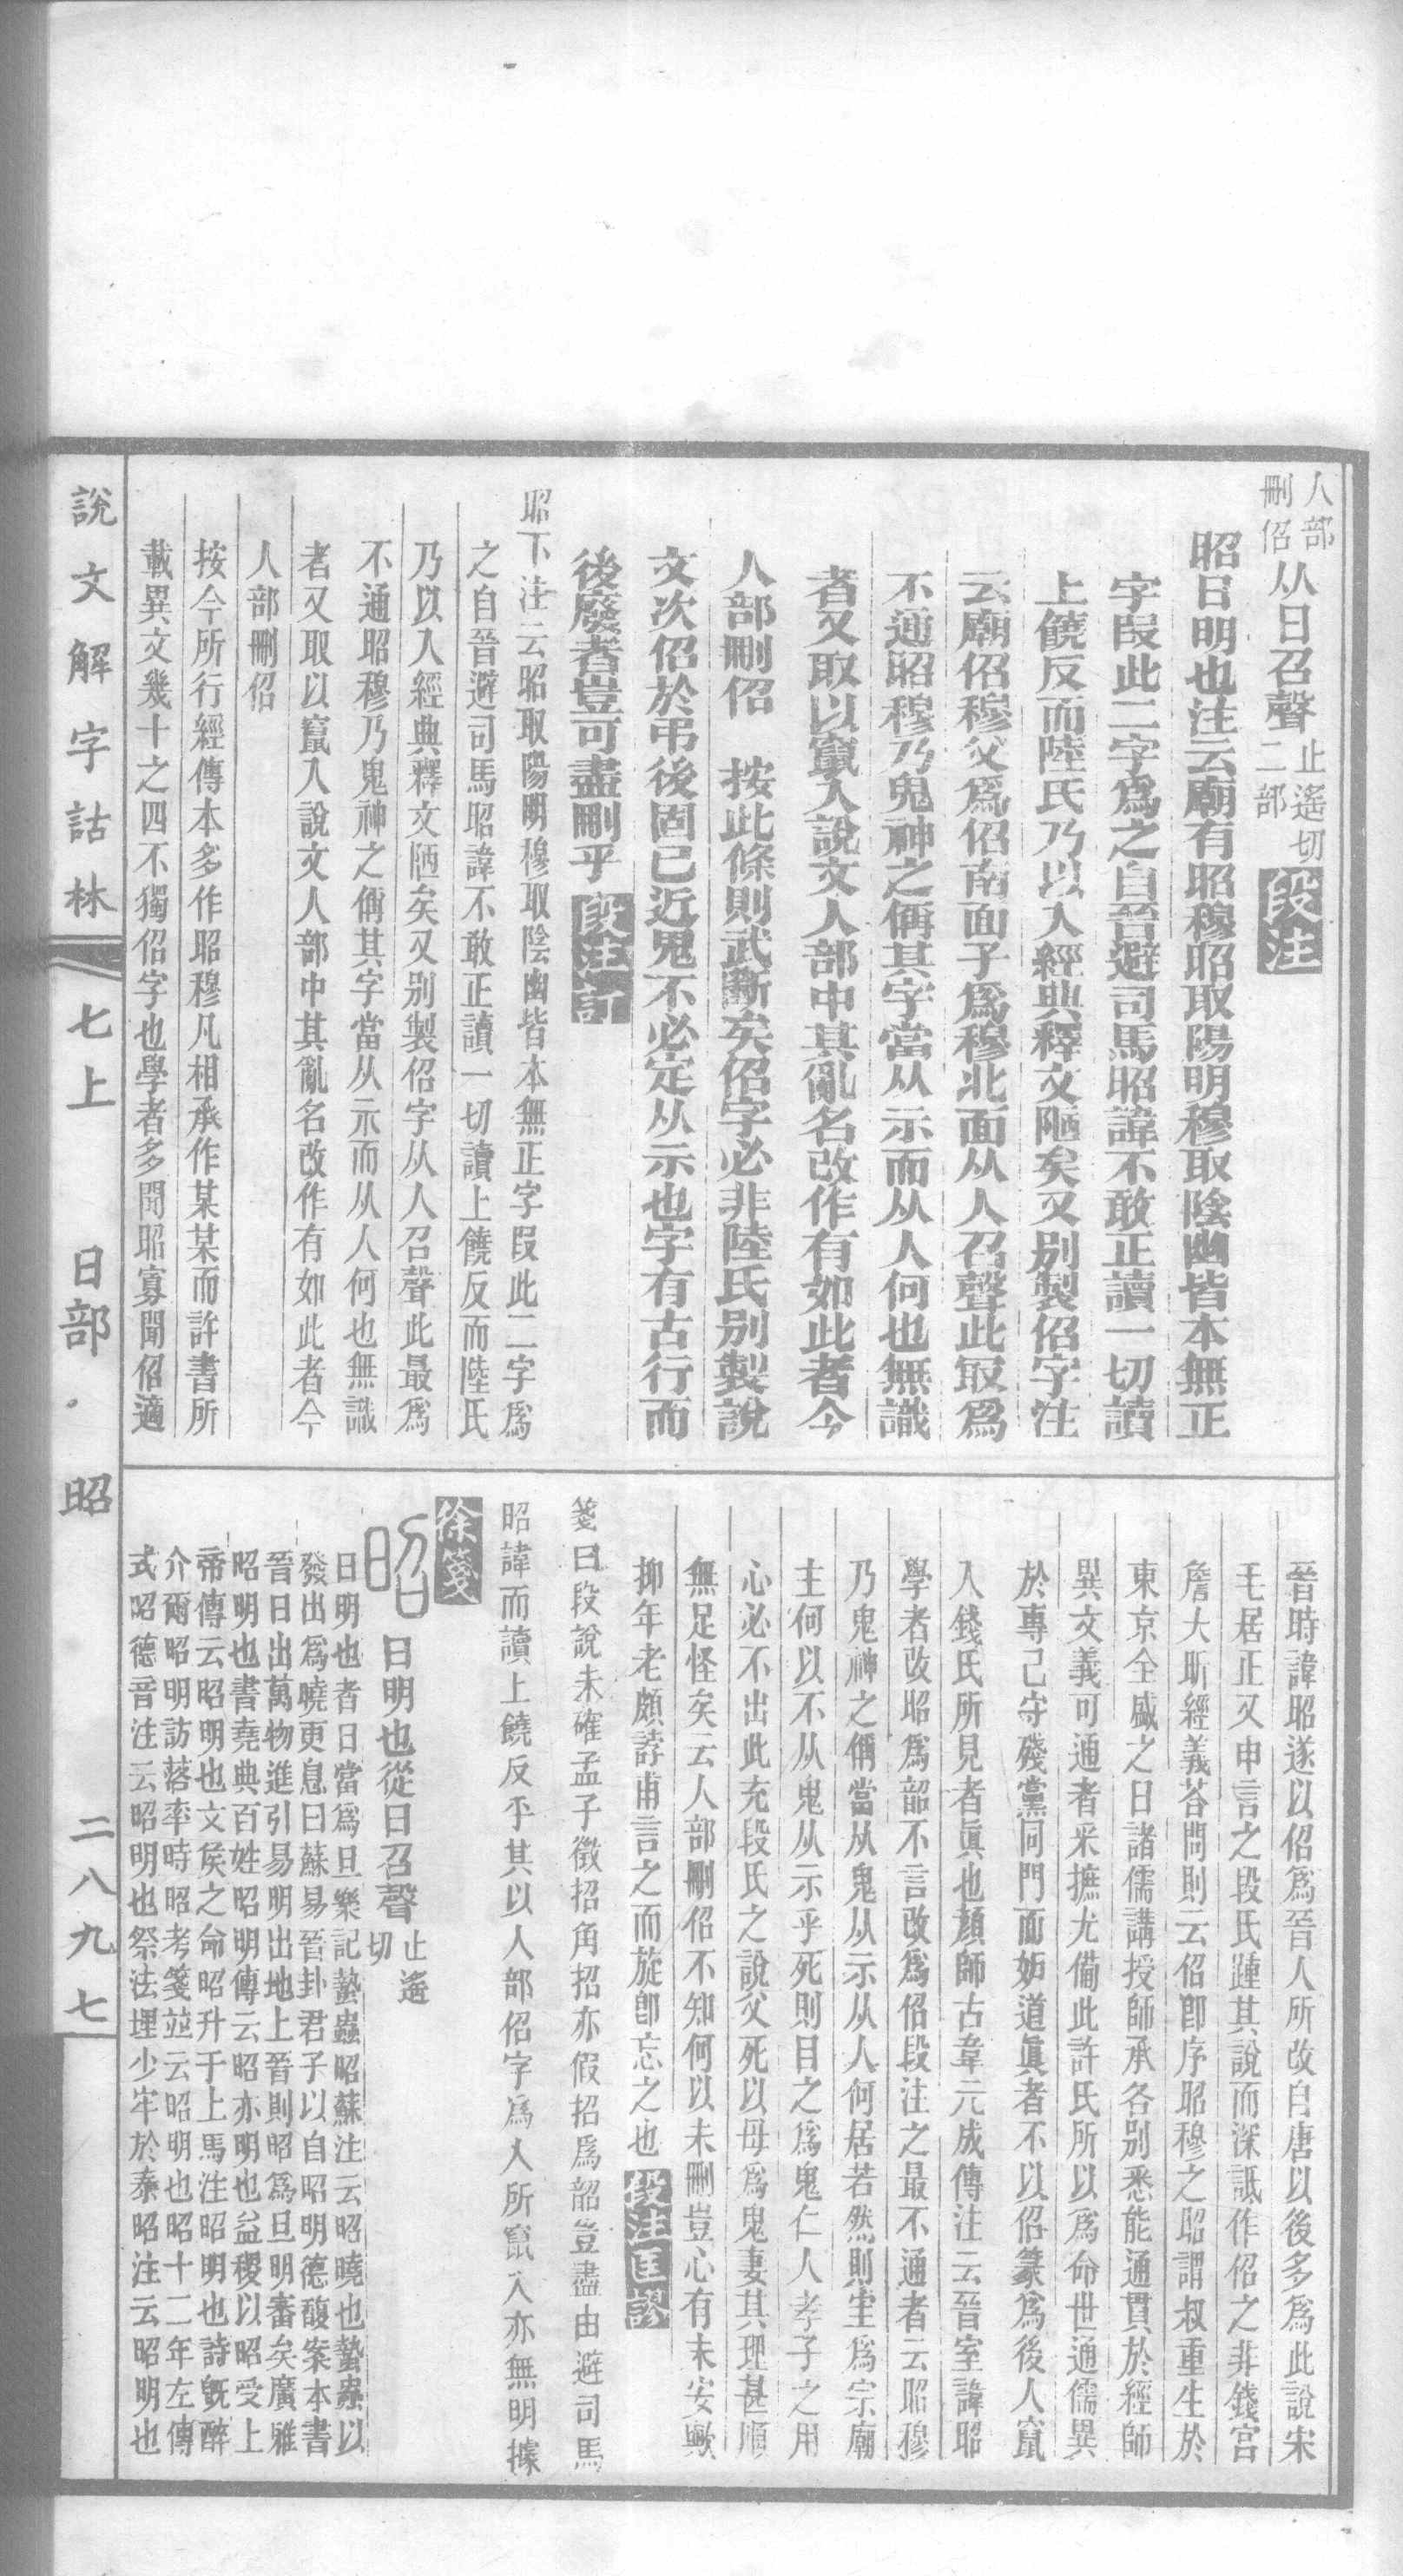 人部
刪佋从日召聲止遙切
二部段注
昭日明也注云廟有昭穆昭取陽明穆取陰幽皆本無正
字段此二字爲之自晉避司馬昭諱不敢正讀一切讀
上饒反而陸氏乃以入經典釋文陋矣又別製佋字注
云廟佋穆父爲佋南面子爲穆北面从人召聲此取爲
不通昭穆乃鬼神之偁其字當从示而从人何也無識
者又取以竄入說文人部中其亂名改作有如此者今
人部刪佋　按此條則武斷矣佋字必非陸氏別製說
文次佋於弔後固已近鬼不必定从示也字有古行而
後廢者豈可盡刪乎段注訂
昭下注云昭取陽明穆取陰幽皆本無正字段此二字爲
之自晉避司馬昭諱不敢正讀一切讀上饒反而陸氏
乃以入經典釋文陋矣又別製佋字从人召聲此最爲
不通昭穆乃鬼神之偁其字當从示而从人何也無識
者又取以竄入說文人部中其亂名改作有如此者今
人部刪佋
按今所行經傳本多作昭穆凡相承作某某而許書所
載異文幾十之四不獨佋字也學者多聞昭寡聞佋適
晉時諱昭遂以佋爲晉人所改自唐以後多爲此說宋
毛居正又申言之段氏踵其說而深詆作佋之非錢宮
詹大昕經義荅問則云佋卽序昭穆之昭謂叔重生於
東京全盛之日諸儒講授師承各別悉能通貫於經師
異文義可通者采摭尤備此許氏所以爲命世通儒異
於專己守殘黨同門而妒道眞者不以佋篆爲後人竄
入錢氏所見者眞也顏師古韋元成傳注云晉室諱昭
學者改昭爲韶不言改爲佋段注之最不通者云昭穆
乃鬼神之偁當从鬼从示从人何居若然則室爲宗廟
主何以不从鬼从示乎死則目之爲鬼仁人孝子之用
心必不出此充段氏之說父死以母爲鬼妻其理甚順
無足怪矣云人部刪佋不知何以未刪豈心有未安歟
抑年老頗誖甫言之而旋卽忘之也段注匡謬
箋曰段說未確孟子徵招角招亦假招爲韶豈盡由避司馬
昭諱而讀上饒反乎其以人部佋字爲人所竄入亦無明據
徐箋
昭日明也從日召聲止遙
切
日明也者日當爲旦樂記蟄蟲昭蘇注云昭曉也蟄蟲以
發出爲曉更息曰蘇易晉卦君子以自昭明德馥案本書
晉日出萬物進引易明出地上晉則昭爲旦明審矣廣雅
昭明也書堯典百姓昭明傳云昭亦明也益稷以昭受上
帝傳云昭明也文矦之命昭升于上馬注昭明也詩旣醉
介爾昭明訪落率時昭考箋竝云昭明也昭十二年左傳
式昭德音注云昭明也祭法埋少牢於泰昭注云昭明也
說文解字詁林　七上　日部　昭　二八九七